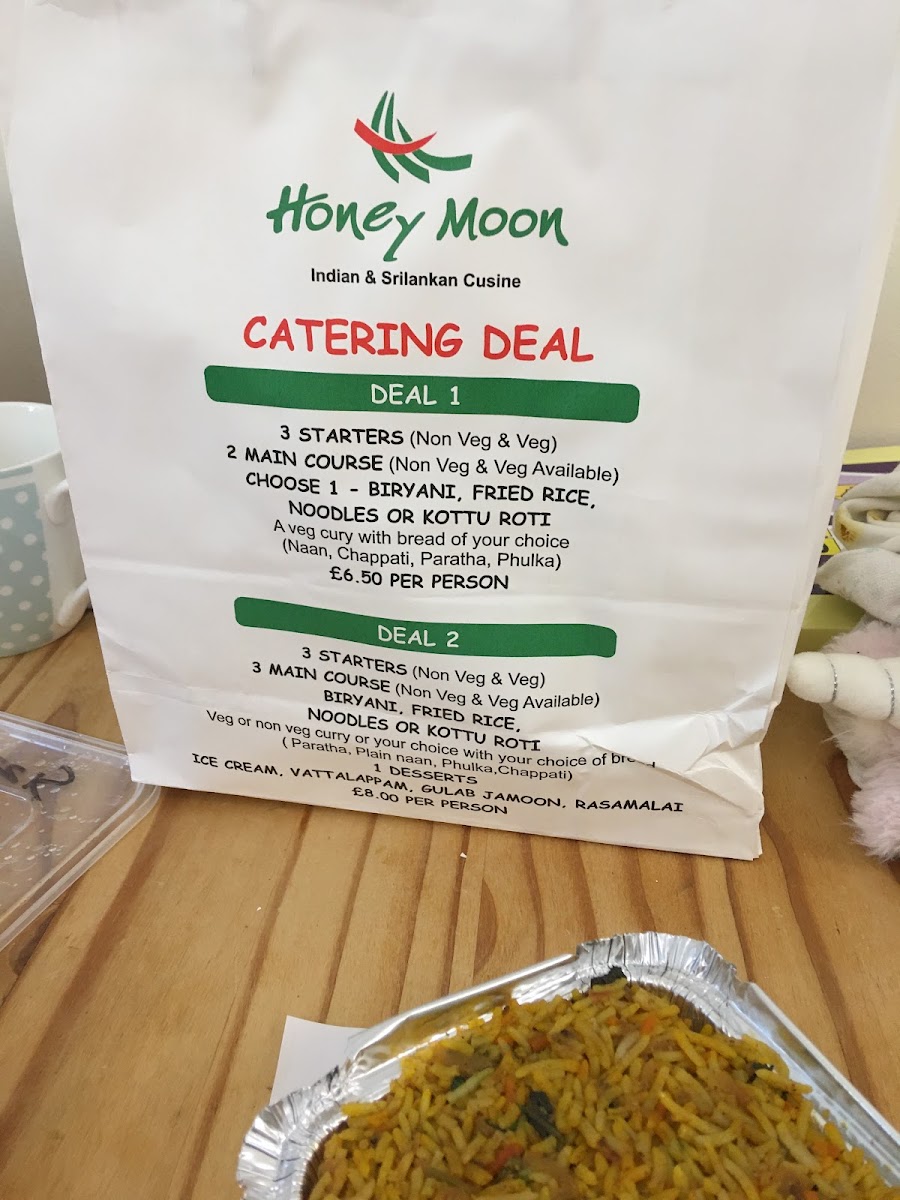 Honey Moon
Indian & Srilankan Cusine
CATERING DEAL
DEAL 1
3 STARTERS (Non Veg & Veg)
2 MAIN COURSE (Non Veg & Veg Available)
CHOOSE 1 - BIRYANI, FRIED RICE,
NOODLES OR KOTTU ROTI
A veg cury with bread of your choice
(Naan, Chappati, Paratha, Phulka)
£6.50 PER PERSON
DEAL 2
3 STARTERS (Non Veg & Veg)
3 MAIN COURSE (Non Veg & Veg Available)
BIRYANI, FRIED RICE,
NOODLES OR KOTTU ROTI
Veg or non veg curry or your choice with your choice of
( Paratha, Plain naan, Phulka,Chappati)
1 DESSERTS
ICE CREAM, VATTALAPPAM, GULAB JAMOON, RASAMALAI
£8.00 PER PERSON